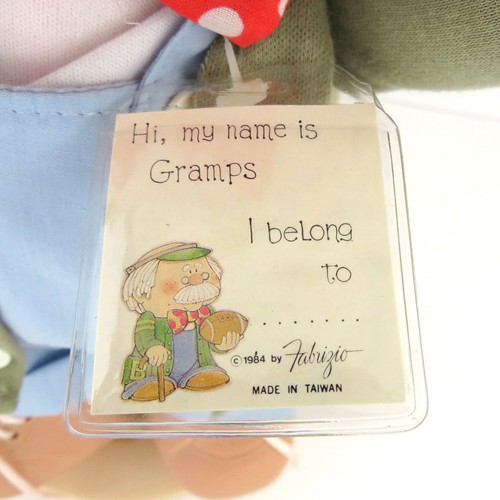 Hi, my name is
Gramps
I belong
to
.......
© 1984 by Fabrizio
MADE IN TAIWAN